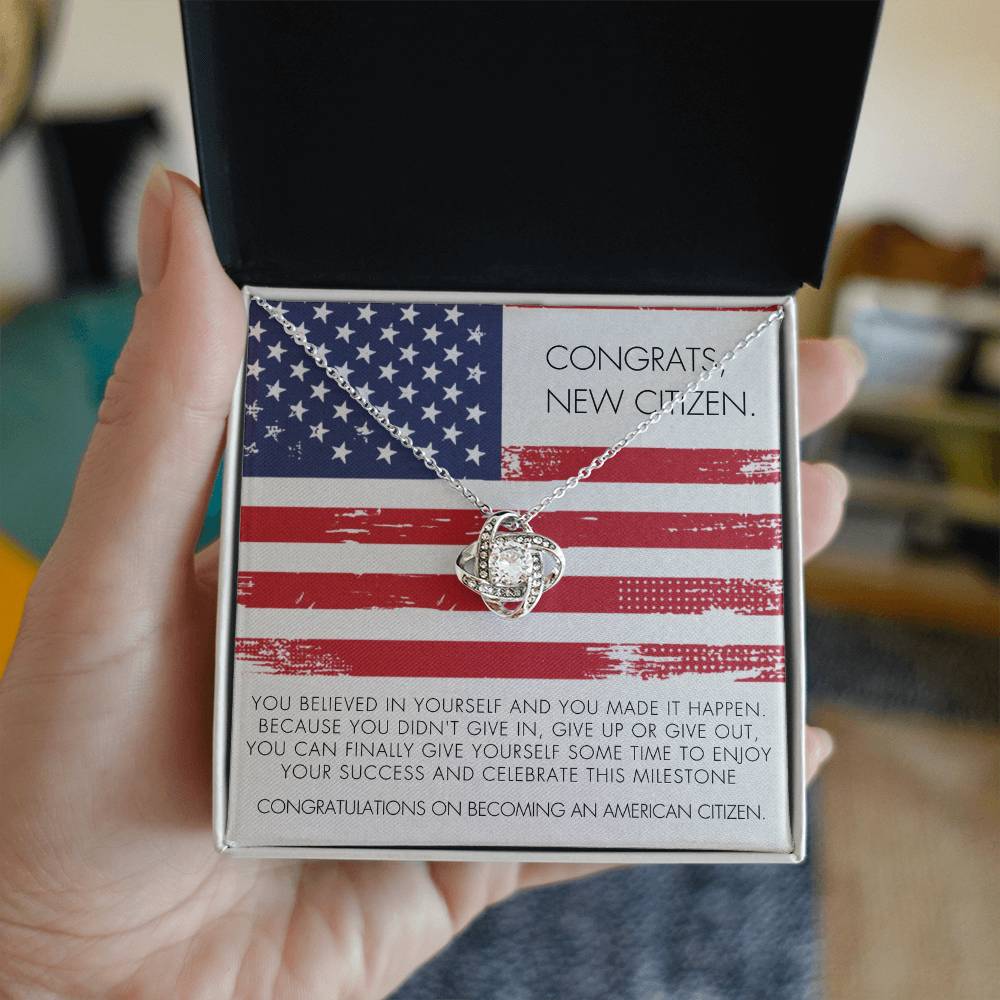 CONGRATS,
NEW CITIZEN.
YOU BELIEVED IN YOURSELF AND YOU MADE IT HAPPEN.
BECAUSE YOU DIDN'T GIVE IN, GIVE UP OR GIVE OUT,
YOU CAN FINALLY GIVE YOURSELF SOME TIME TO ENJOY
YOUR SUCCESS AND CELEBRATE THIS MILESTONE
CONGRATULATIONS ON BECOMING AN AMERICAN CITIZEN.